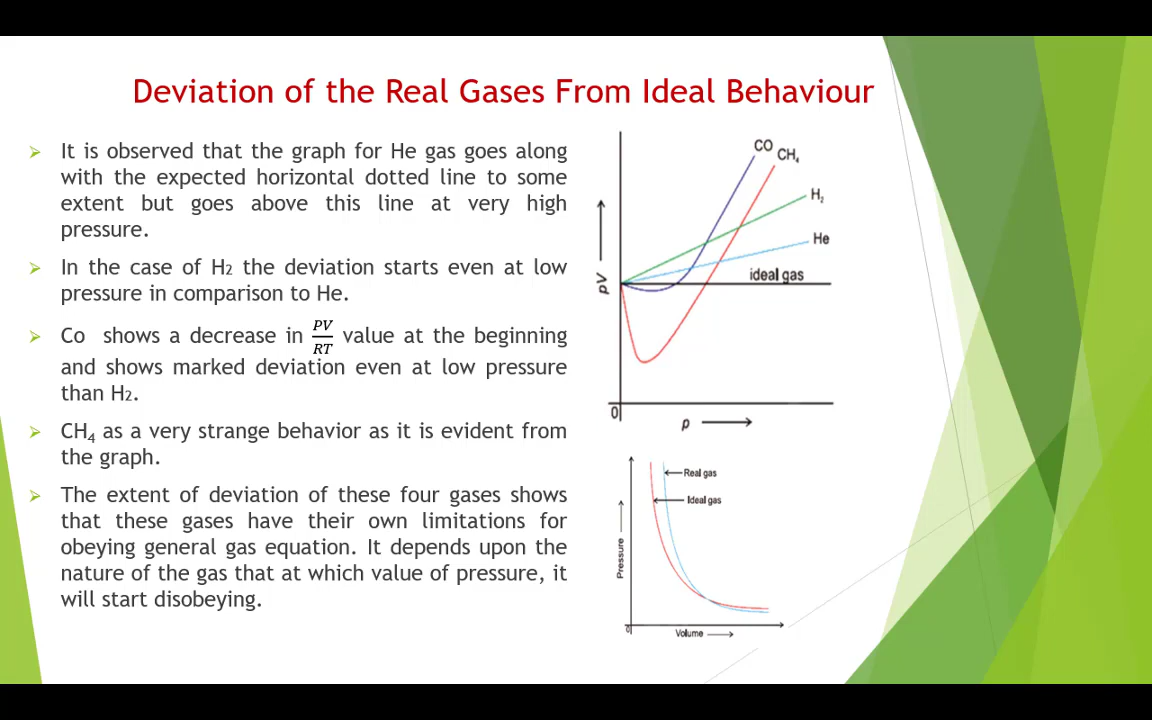 Deviation of the Real Gases From Ideal Behaviour
➢ It is observed that the graph for He gas goes along
with the expected horizontal dotted line to some
extent but goes above this line at very high
pressure.
➢ In the case of H₂ the deviation starts even at low
pressure in comparison to He.
➢ Co shows a decrease in PV/RT value at the beginning
and shows marked deviation even at low pressure
than H₂.
➢ CH₄ as a very strange behavior as it is evident from
the graph.
➢ The extent of deviation of these four gases shows
that these gases have their own limitations for
obeying general gas equation. It depends upon the
nature of the gas that at which value of pressure, it
will start disobeying.
CO
CH₄
H₂
He
ideal gas
pV
0
p
Real gas
Ideal gas
Pressure
0
Volume